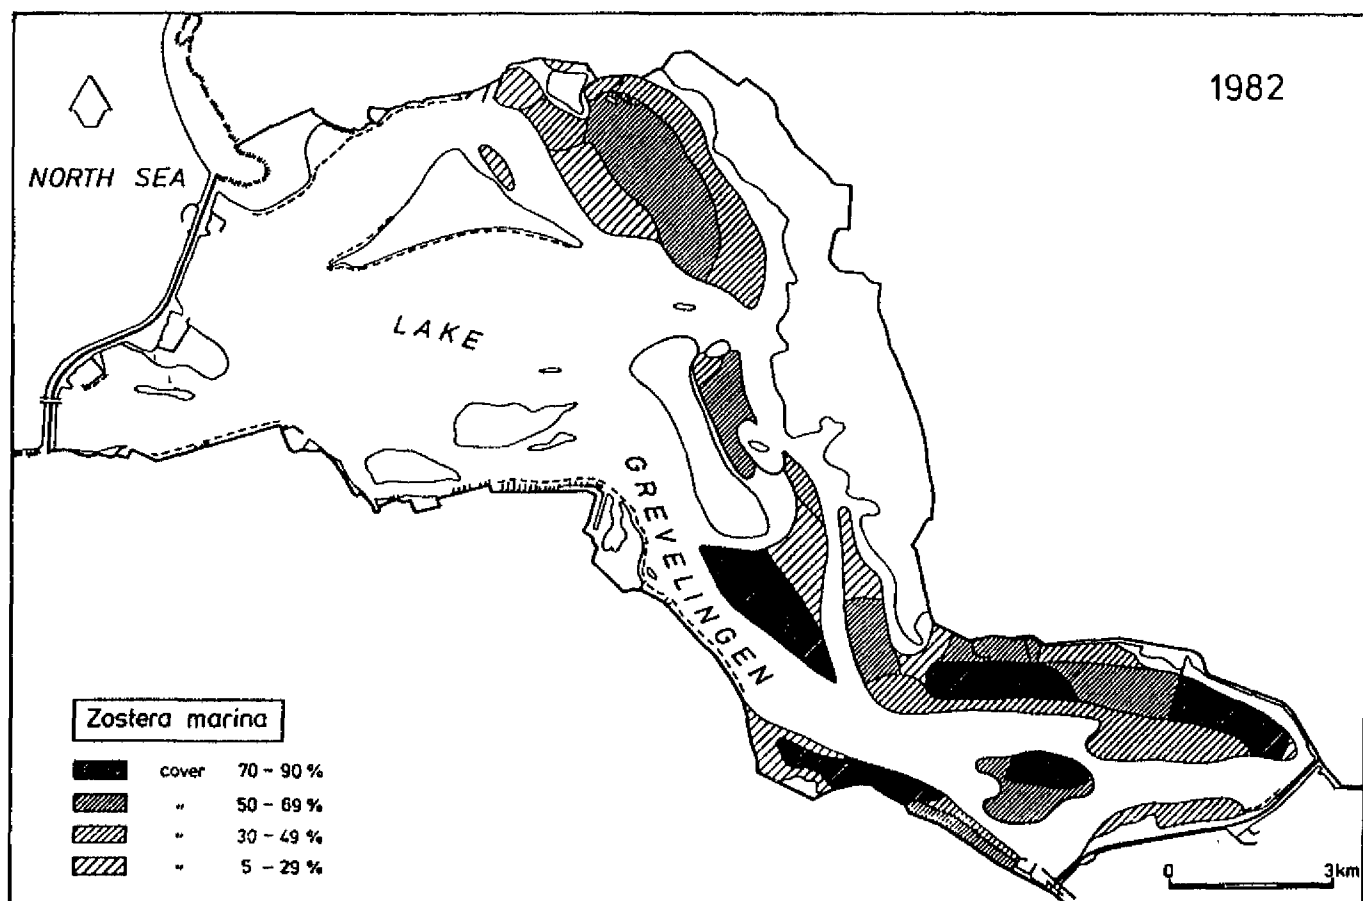 1982
NORTH SEA
LAKE
GREVELINGEN
Zostera marina
cover 70 - 90 %
" 50 - 69 %
" 30 - 49 %
" 5 - 29 %
0 3km